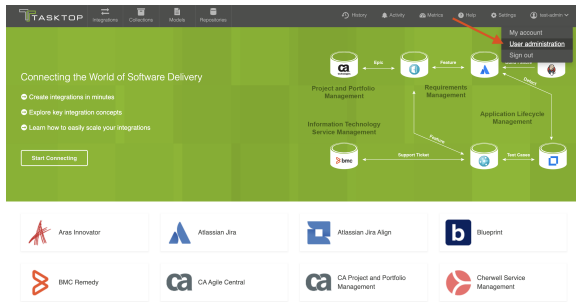 TASKTOP
Integrations
Collections
Models
Repositories
History
Activity
Metrics
Help
Settings
My account
User administration
Sign out
Connecting the World of Software Delivery
Create integrations in minutes
Explore key integration concepts
Learn how to easily scale your integrations
Start Connecting
Epic
Feature
Defect
Project and Portfolio
Management
Requirements
Management
Application Lifecycle
Management
Information Technology
Service Management
Feature
ca
bmc
Support Ticket
Test Cases
Aras Innovator
Atlassian Jira
Atlassian Jira Align
b
Blueprint
BMC Remedy
ca
CA Agile Central
ca
CA Project and Portfolio
Management
Cherwell Service
Management